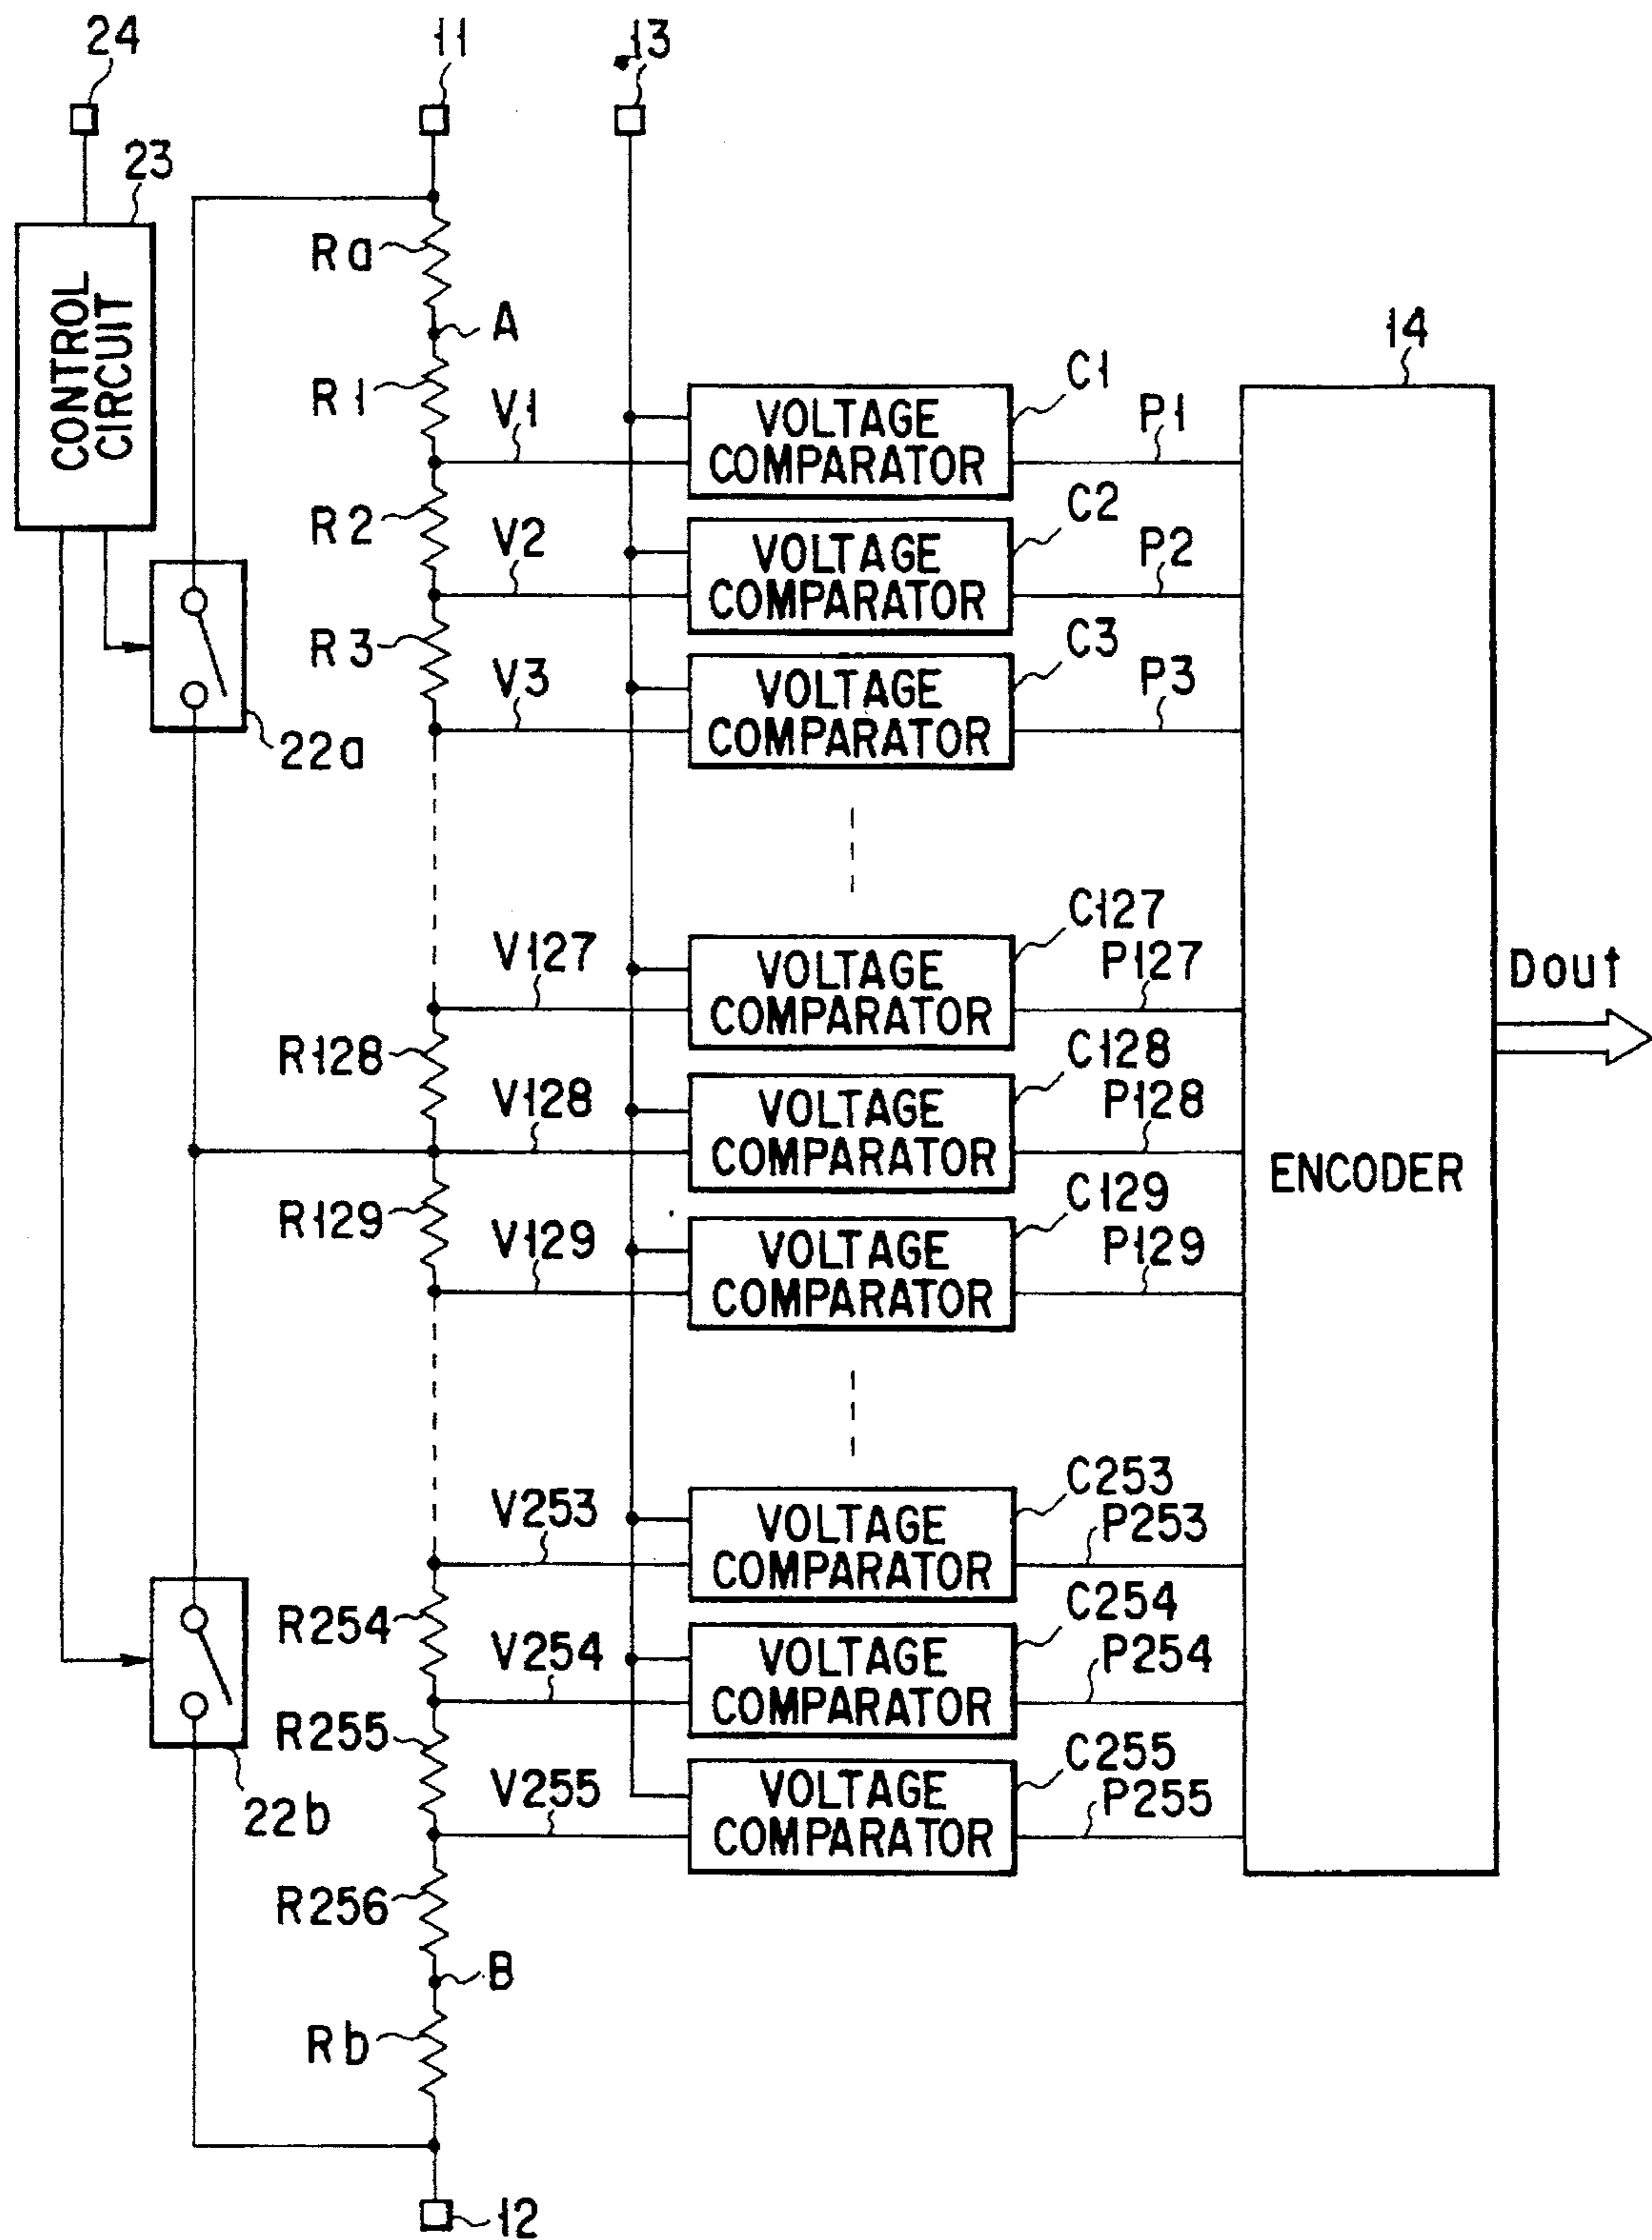 24
11
13
23
CONTROL
CIRCUIT
Ra
A
14
R1
V1
VOLTAGE
COMPARATOR
C1
P1
R2
V2
VOLTAGE
COMPARATOR
C2
P2
R3
V3
VOLTAGE
COMPARATOR
C3
P3
22a
V127
VOLTAGE
COMPARATOR
C127
P127
Dout
R128
V128
VOLTAGE
COMPARATOR
C128
P128
ENCODER
R129
V129
VOLTAGE
COMPARATOR
C129
P129
V253
VOLTAGE
COMPARATOR
C253
P253
R254
V254
VOLTAGE
COMPARATOR
C254
P254
R255
22b
V255
VOLTAGE
COMPARATOR
C255
P255
R256
B
Rb
12